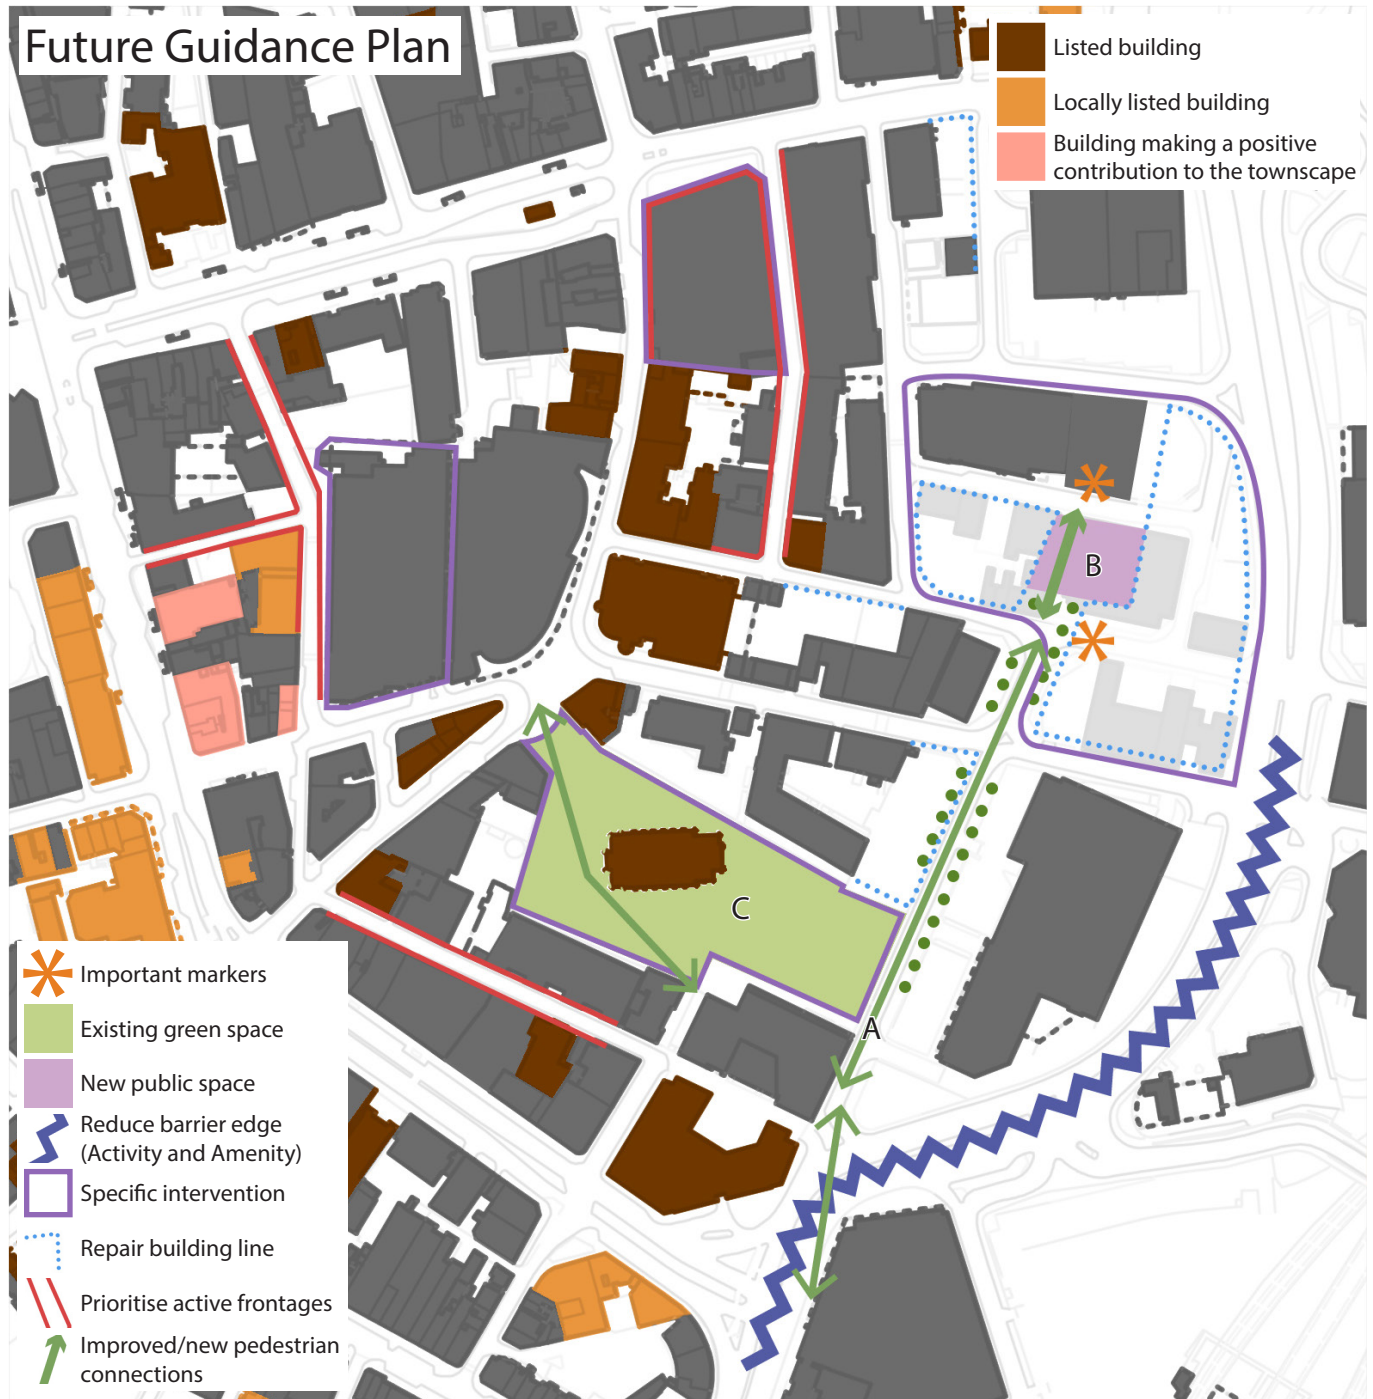 Future Guidance Plan
Listed building
Locally listed building
Building making a positive
contribution to the townscape
B
C
A
Important markers
Existing green space
New public space
Reduce barrier edge
(Activity and Amenity)
Specific intervention
Repair building line
Prioritise active frontages
Improved/new pedestrian
connections